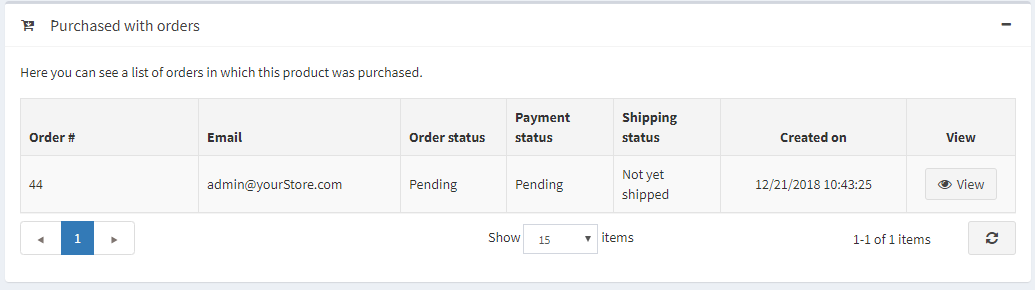 Purchased with orders
Here you can see a list of orders in which this product was purchased.
Order # Email Order status Payment status Shipping status Created on View
44 admin@yourStore.com Pending Pending Not yet shipped 12/21/2018 10:43:25 View
1 Show 15 items 1-1 of 1 items